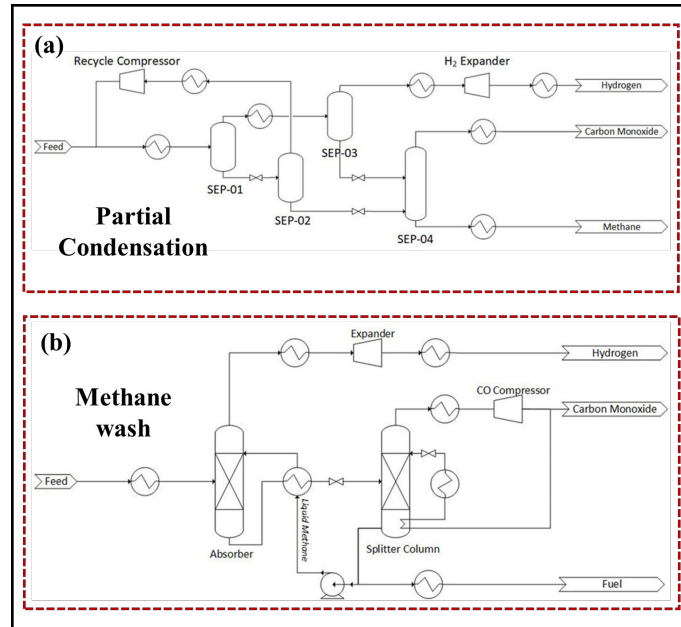 (a)
Recycle Compressor
H₂ Expander
Hydrogen
Feed
Carbon Monoxide
SEP-03
SEP-01
SEP-02
SEP-04
Methane
Partial
Condensation
(b)
Expander
Hydrogen
Methane
wash
CO Compressor
Carbon Monoxide
Feed
Liquid Methane
Absorber
Splitter Column
Fuel